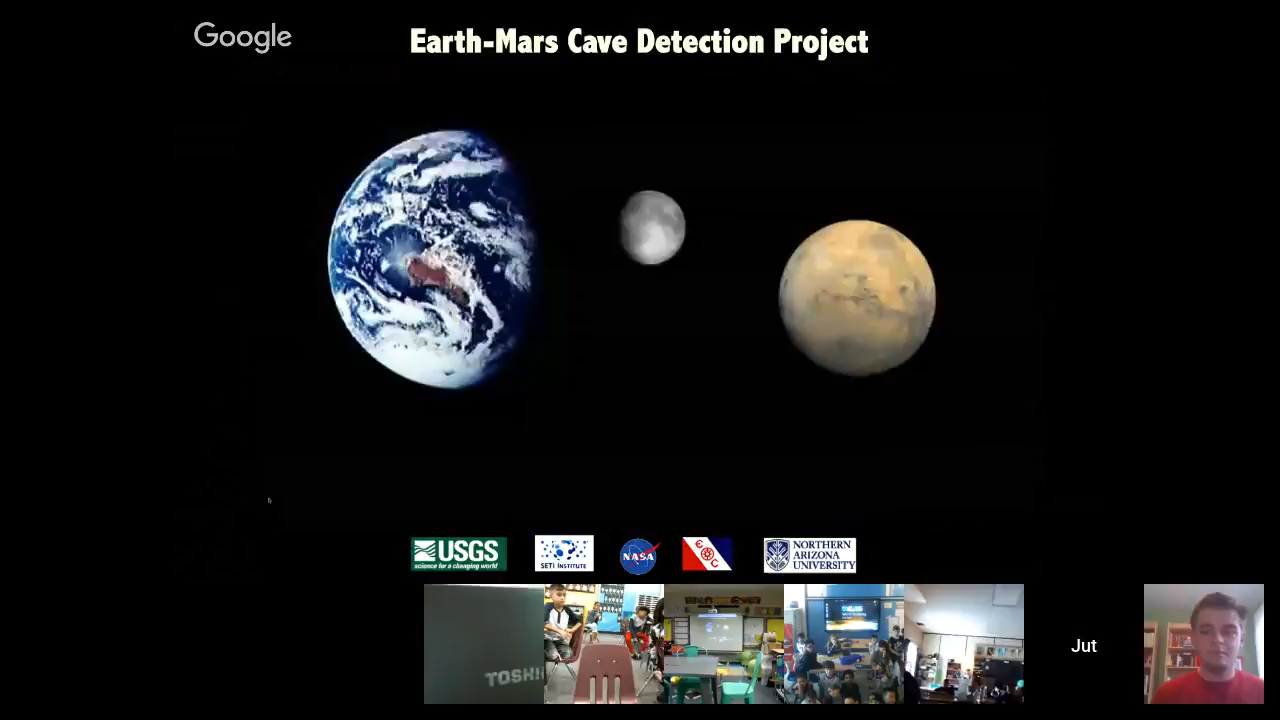 Google
Earth-Mars Cave Detection Project
USGS
science for a changing world
SETI INSTITUTE
NASA
NORTHERN
ARIZONA
UNIVERSITY
TOSHI
Jut